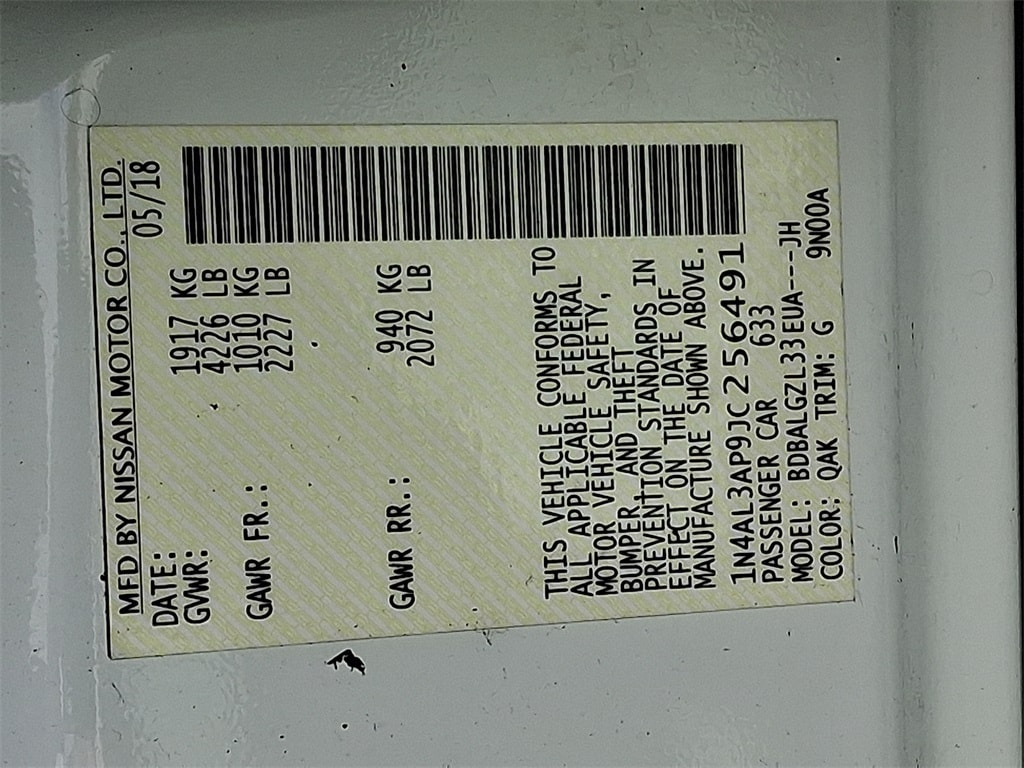 MFD BY NISSAN MOTOR CO., LTD.
DATE: 05/18
GVWR: 1917 KG
4226 LB
GAWR FR.: 1010 KG
2227 LB
GAWR RR.: 940 KG
2072 LB
THIS VEHICLE CONFORMS TO
ALL APPLICABLE FEDERAL
MOTOR VEHICLE SAFETY,
BUMPER, AND THEFT
PREVENTION STANDARDS IN
EFFECT ON THE DATE OF
MANUFACTURE SHOWN ABOVE.
1N4AL3AP9JC256491
PASSENGER CAR 633
MODEL: BDBALGZL33EUA---JH
COLOR: QAK TRIM: G 9N00A